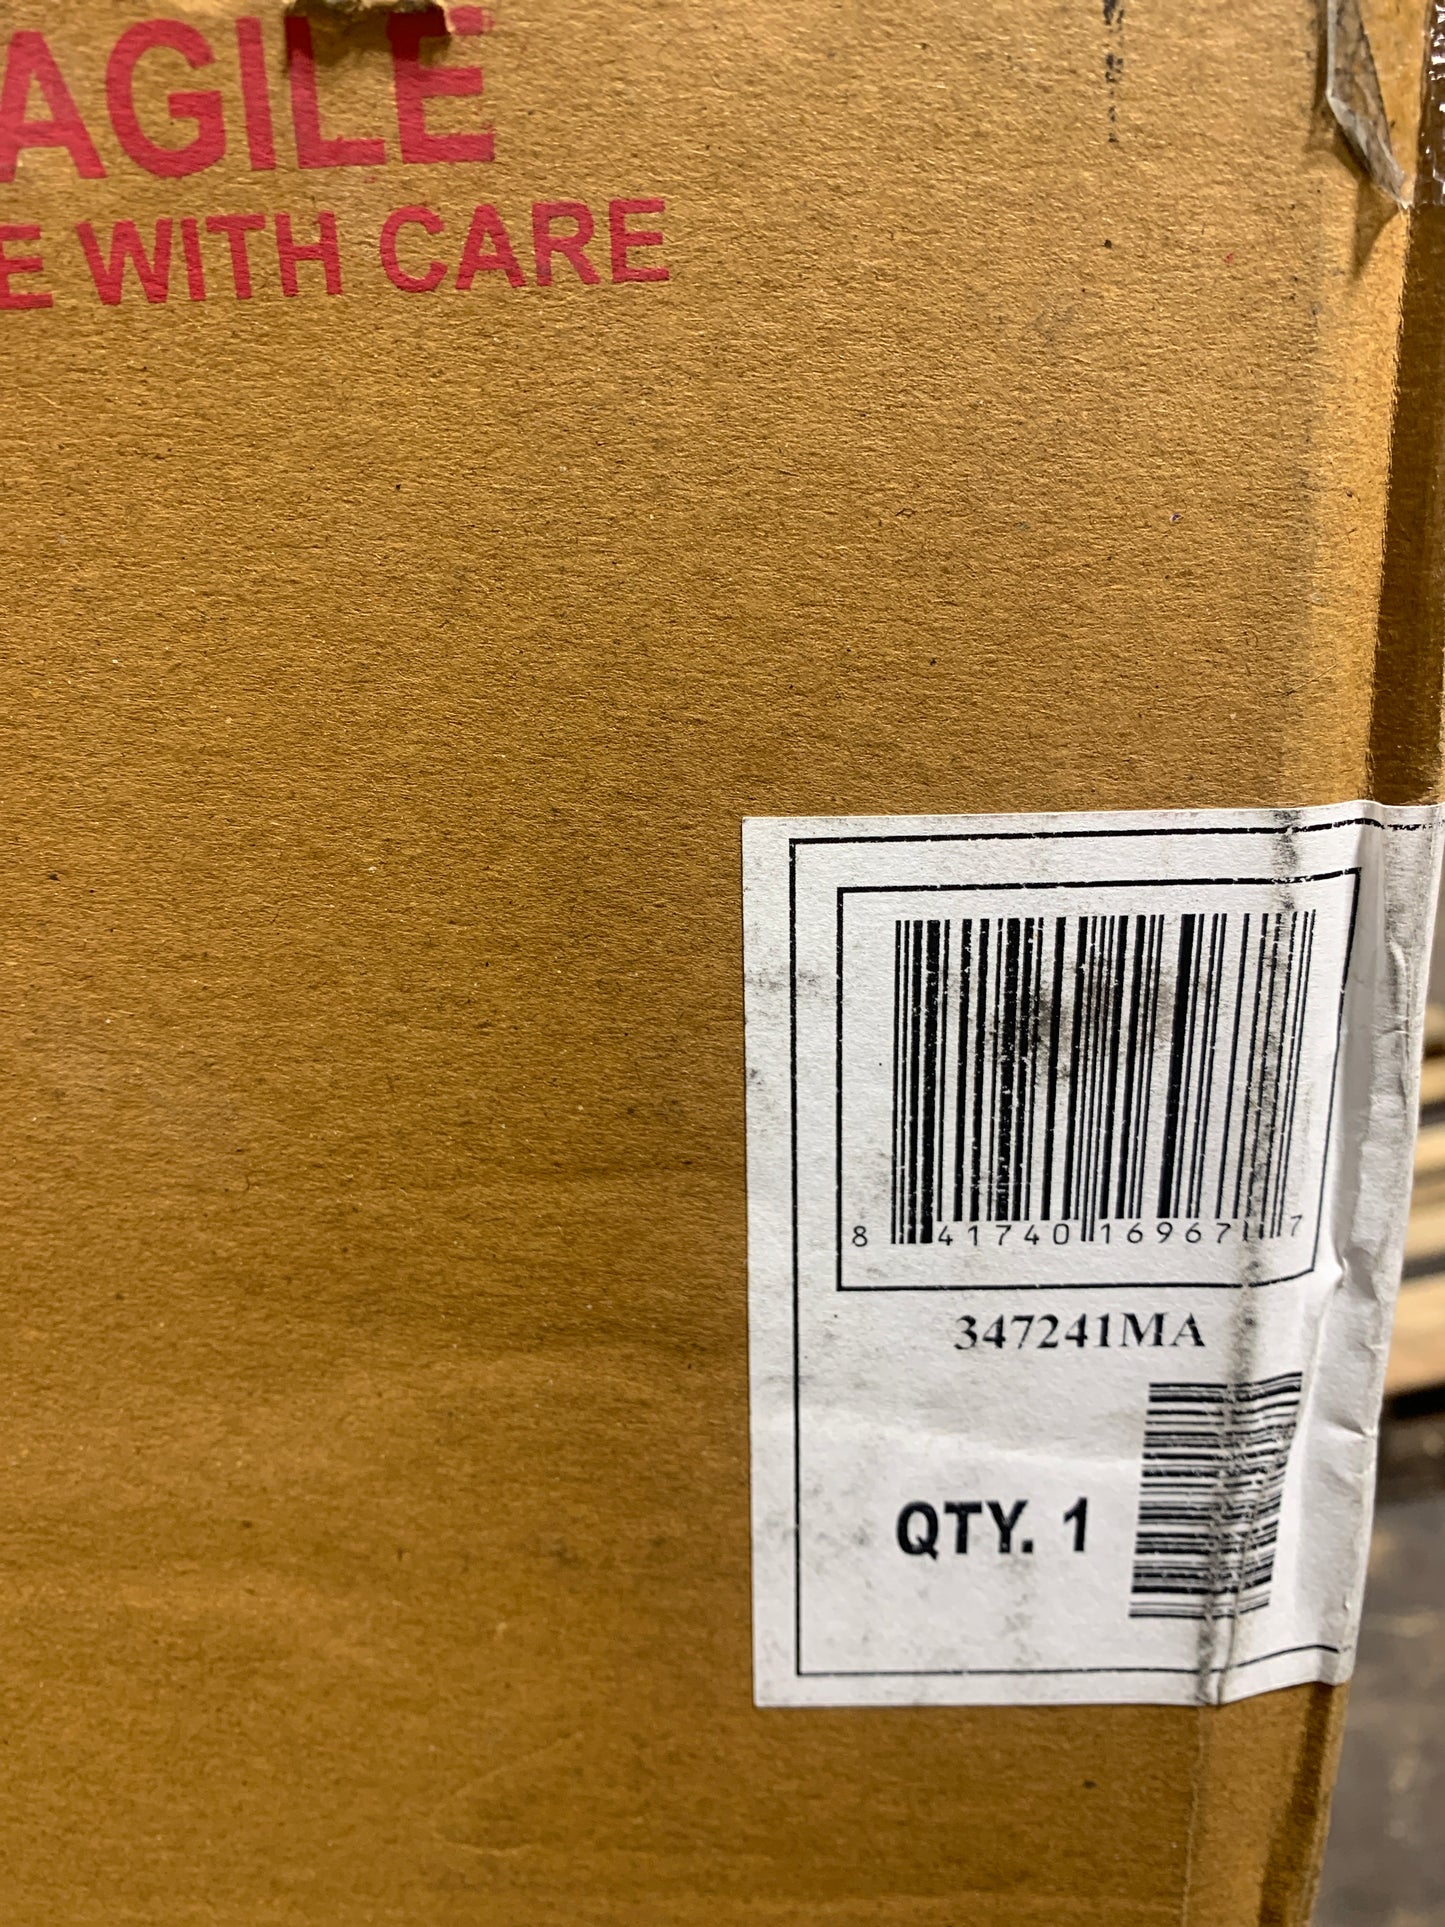 AGILE
E WITH CARE
8 41740 16967 7
347241MA
QTY. 1